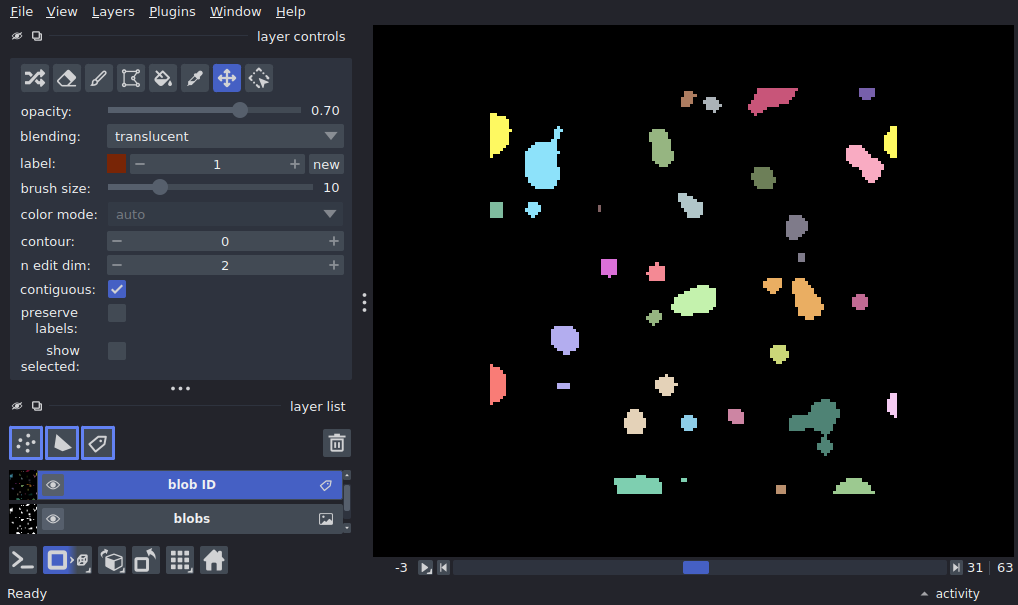 File View Layers Plugins Window Help
layer controls
opacity: 0.70
blending: translucent
label: 1 new
brush size: 10
color mode: auto
contour: 0
n edit dim: 2
contiguous:
preserve
labels:
show
selected:
layer list
blob ID
blobs
-3 31 63
Ready activity